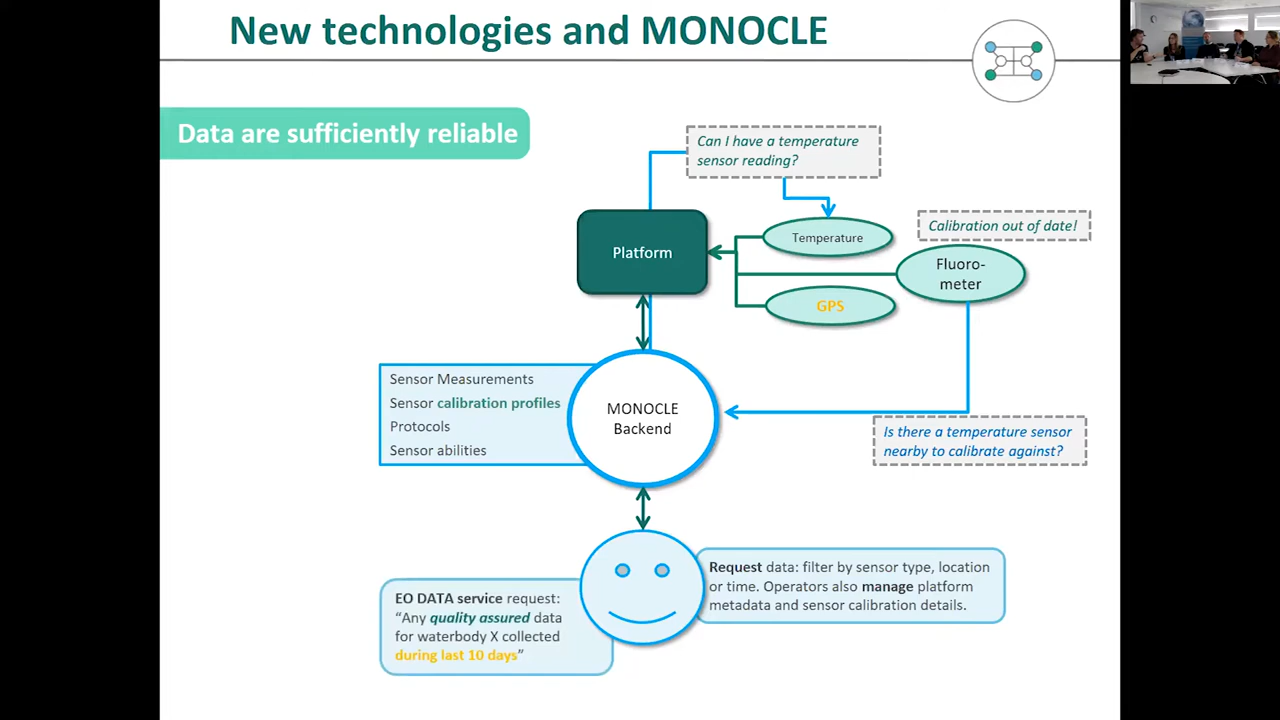 New technologies and MONOCLE
Data are sufficiently reliable
Can I have a temperature
sensor reading?
Platform
Temperature
Calibration out of date!
Fluoro-
meter
GPS
Sensor Measurements
Sensor calibration profiles
Protocols
Sensor abilities
MONOCLE
Backend
Is there a temperature sensor
nearby to calibrate against?
Request data: filter by sensor type, location
or time. Operators also manage platform
metadata and sensor calibration details.
EO DATA service request:
“Any quality assured data
for waterbody X collected
during last 10 days”